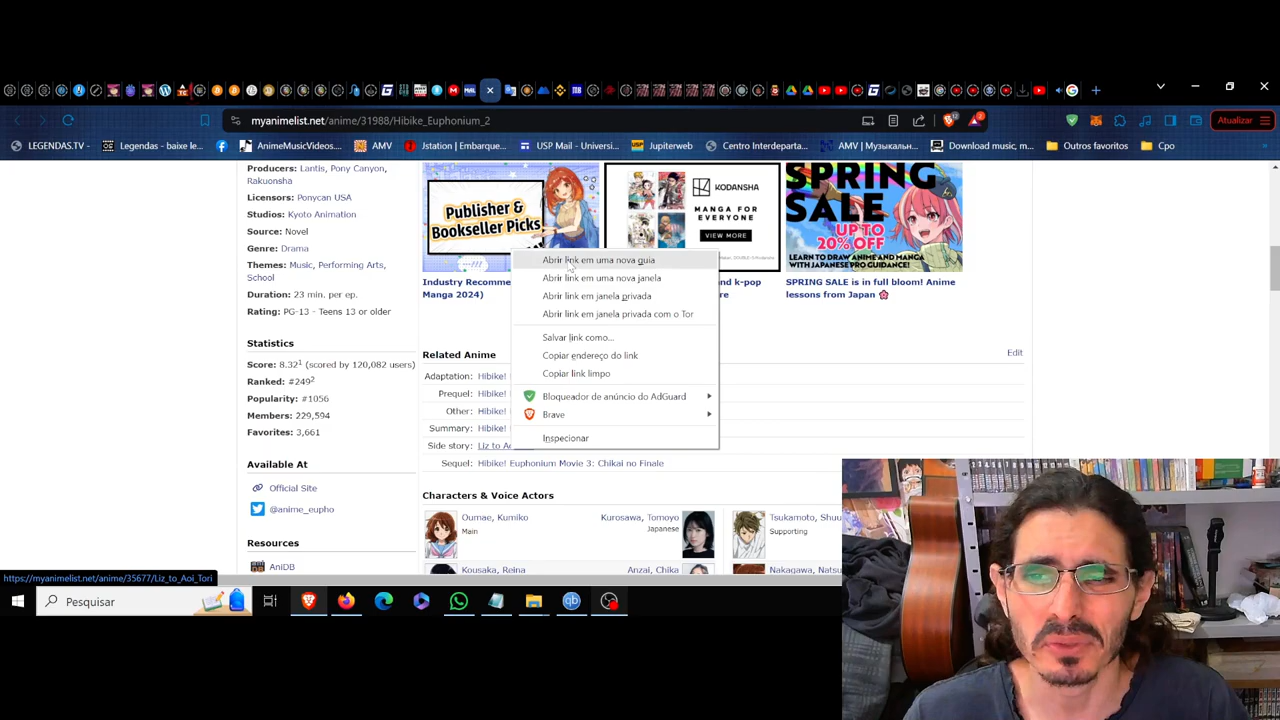 myanimelist.net/anime/31988/Hibike_Euphonium_2
Atualizar
LEGENDAS.TV -
Legendas - baixe le...
AnimeMusicVideos...
AMV
Jstation | Embarque...
USP Mail - Universi...
Jupiterweb
Centro Interdeparta...
AMV | Музыкальн...
Download music, m...
Outros favoritos
Cpo
Producers: Lantis, Pony Canyon,
Rakuonsha
Licensors: Ponycan USA
Studios: Kyoto Animation
Source: Novel
Genre: Drama
Themes: Music, Performing Arts,
School
Duration: 23 min. per ep.
Rating: PG-13 - Teens 13 or older
Statistics
Score: 8.32¹ (scored by 120,082 users)
Ranked: #249²
Popularity: #1056
Members: 229,594
Favorites: 3,661
Available At
Official Site
@anime_eupho
Resources
AniDB
Publisher &
Bookseller Picks
KODANSHA
MANGA FOR
EVERYONE
VIEW MORE
SPRING
SALE
UP TO
20% OFF
LEARN TO DRAW ANIME AND MANGA
WITH JAPANESE PRO GUIDANCE!
Industry Recomme
Manga 2024)
and k-pop
re
SPRING SALE is in full bloom! Anime
lessons from Japan
Abrir link em uma nova guia
Abrir link em uma nova janela
Abrir link em janela privada
Abrir link em janela privada com o Tor
Salvar link como...
Copiar endereço do link
Copiar link limpo
Bloqueador de anúncio do AdGuard
Brave
Inspecionar
Related Anime
Edit
Adaptation: Hibike!
Prequel: Hibike!
Other: Hibike!
Summary: Hibike!
Side story: Liz to Ao
Sequel: Hibike! Euphonium Movie 3: Chikai no Finale
Characters & Voice Actors
Oumae, Kumiko
Main
Kurosawa, Tomoyo
Japanese
Tsukamoto, Shuu
Supporting
Kousaka, Reina
Anzai, Chika
Nakagawa, Natsu
https://myanimelist.net/anime/35677/Liz_to_Aoi_Tori
Pesquisar